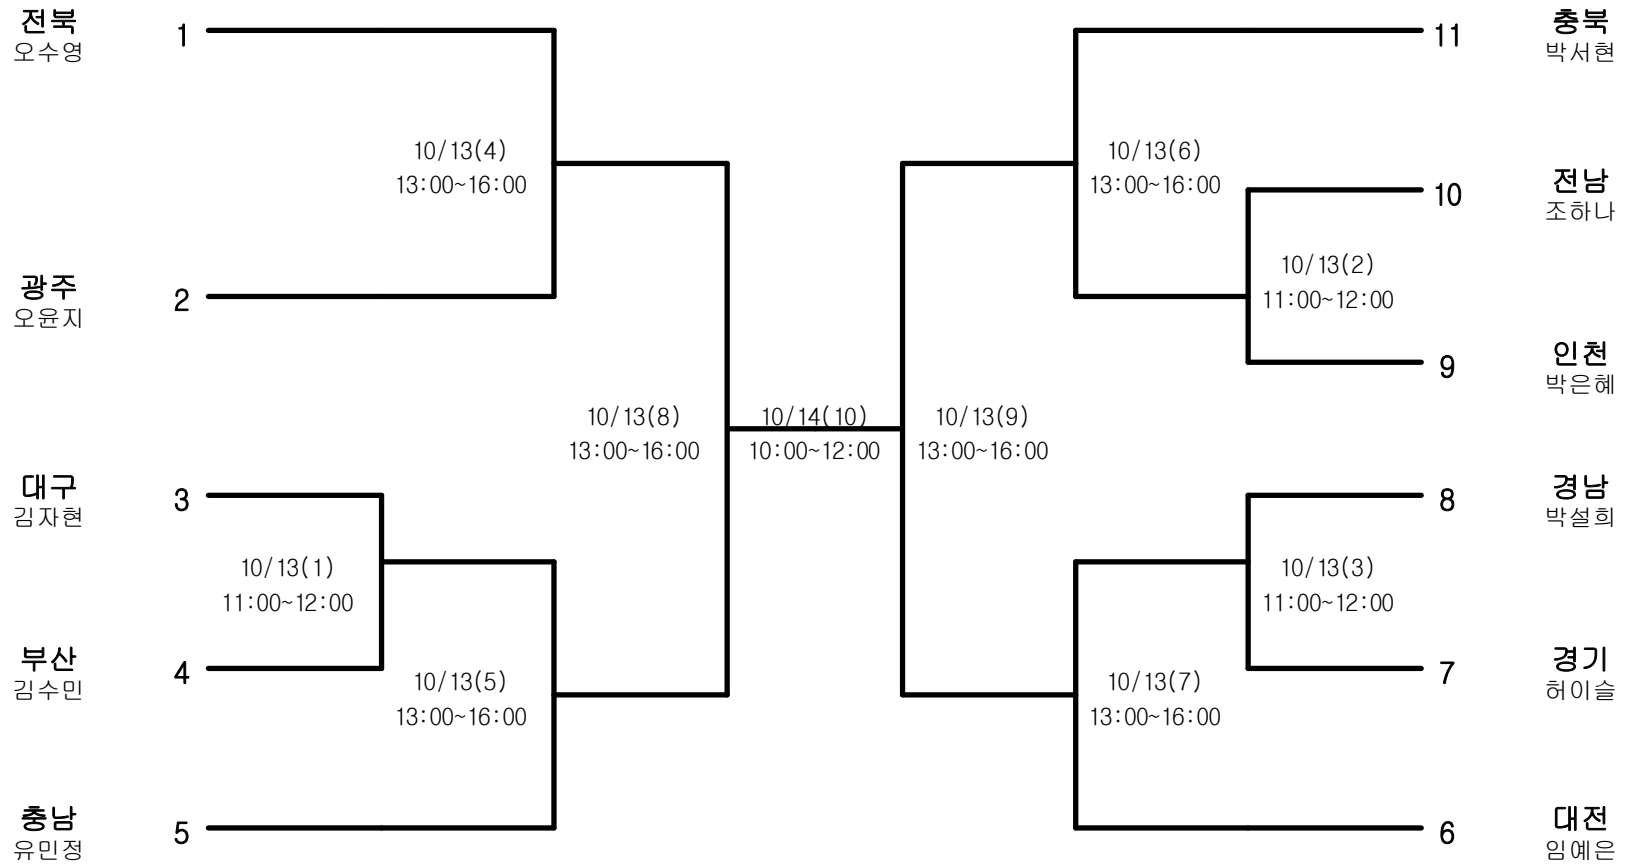 전북
오수영
1
11
충북
박서현
10/13(4)
13:00~16:00
10/13(6)
13:00~16:00
10
전남
조하나
10/13(2)
11:00~12:00
광주
오윤지
2
9
인천
박은혜
10/13(8)
13:00~16:00
10/14(10)
10:00~12:00
10/13(9)
13:00~16:00
대구
김자현
3
8
경남
박설희
10/13(1)
11:00~12:00
10/13(3)
11:00~12:00
부산
김수민
4
10/13(5)
13:00~16:00
10/13(7)
13:00~16:00
7
경기
허이슬
충남
유민정
5
6
대전
임예은